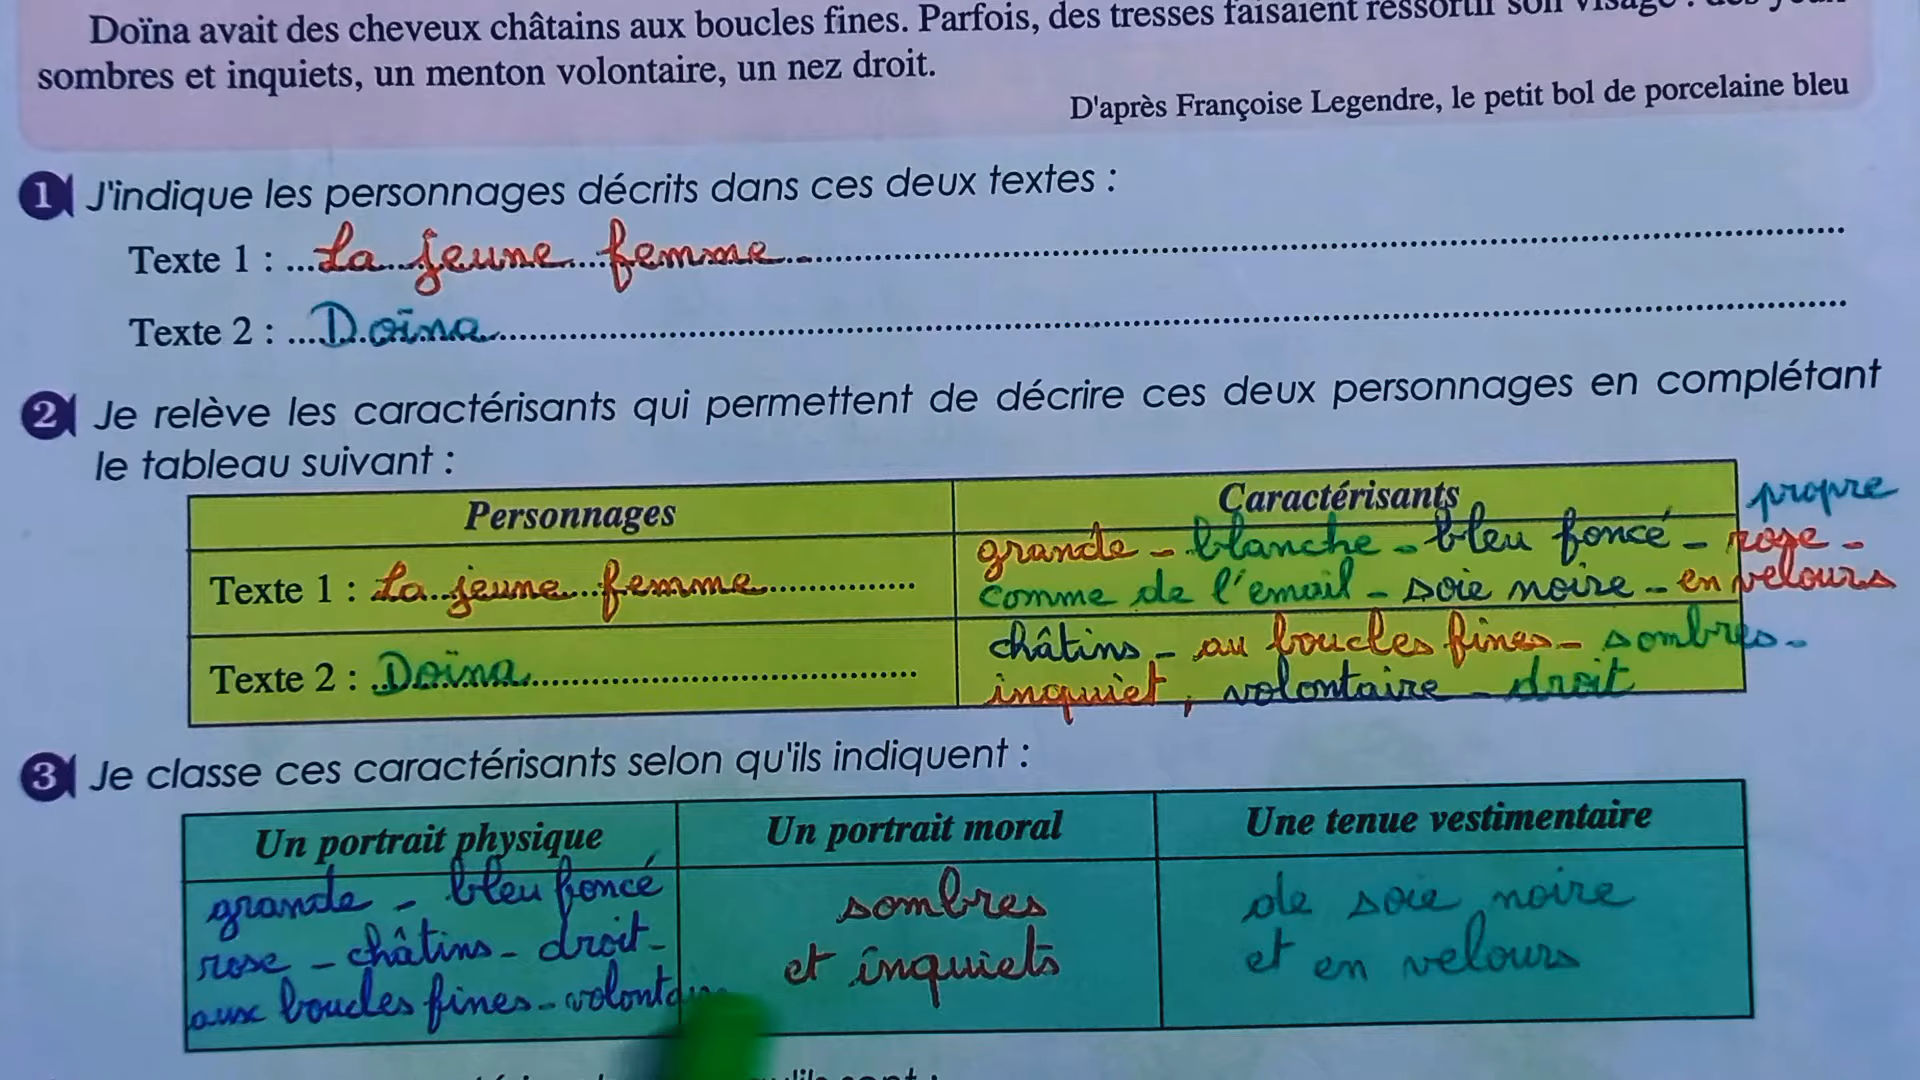 Doïna avait des cheveux châtains aux boucles fines. Parfois, des tresses faisaient ressortir son visage : des yeux
sombres et inquiets, un menton volontaire, un nez droit.
D'après Françoise Legendre, le petit bol de porcelaine bleu
1 J'indique les personnages décrits dans ces deux textes :
Texte 1 : ...La jeune femme...
Texte 2 : ...Doïna...
2 Je relève les caractérisants qui permettent de décrire ces deux personnages en complétant
le tableau suivant :
Personnages
Caractérisants
propre
Texte 1 : La jeune femme...
grande - blanche - bleu foncé - rose -
comme de l'émail - soie noire - en velours
Texte 2 : Doïna...
châtins - au boucles fines - sombres -
inquiet, volontaire - droit
3 Je classe ces caractérisants selon qu'ils indiquent :
Un portrait physique
Un portrait moral
Une tenue vestimentaire
grande - bleu foncé
rose - châtins - droit -
aux boucles fines - volontaire
sombres
et inquiets
de soie noire
et en velours